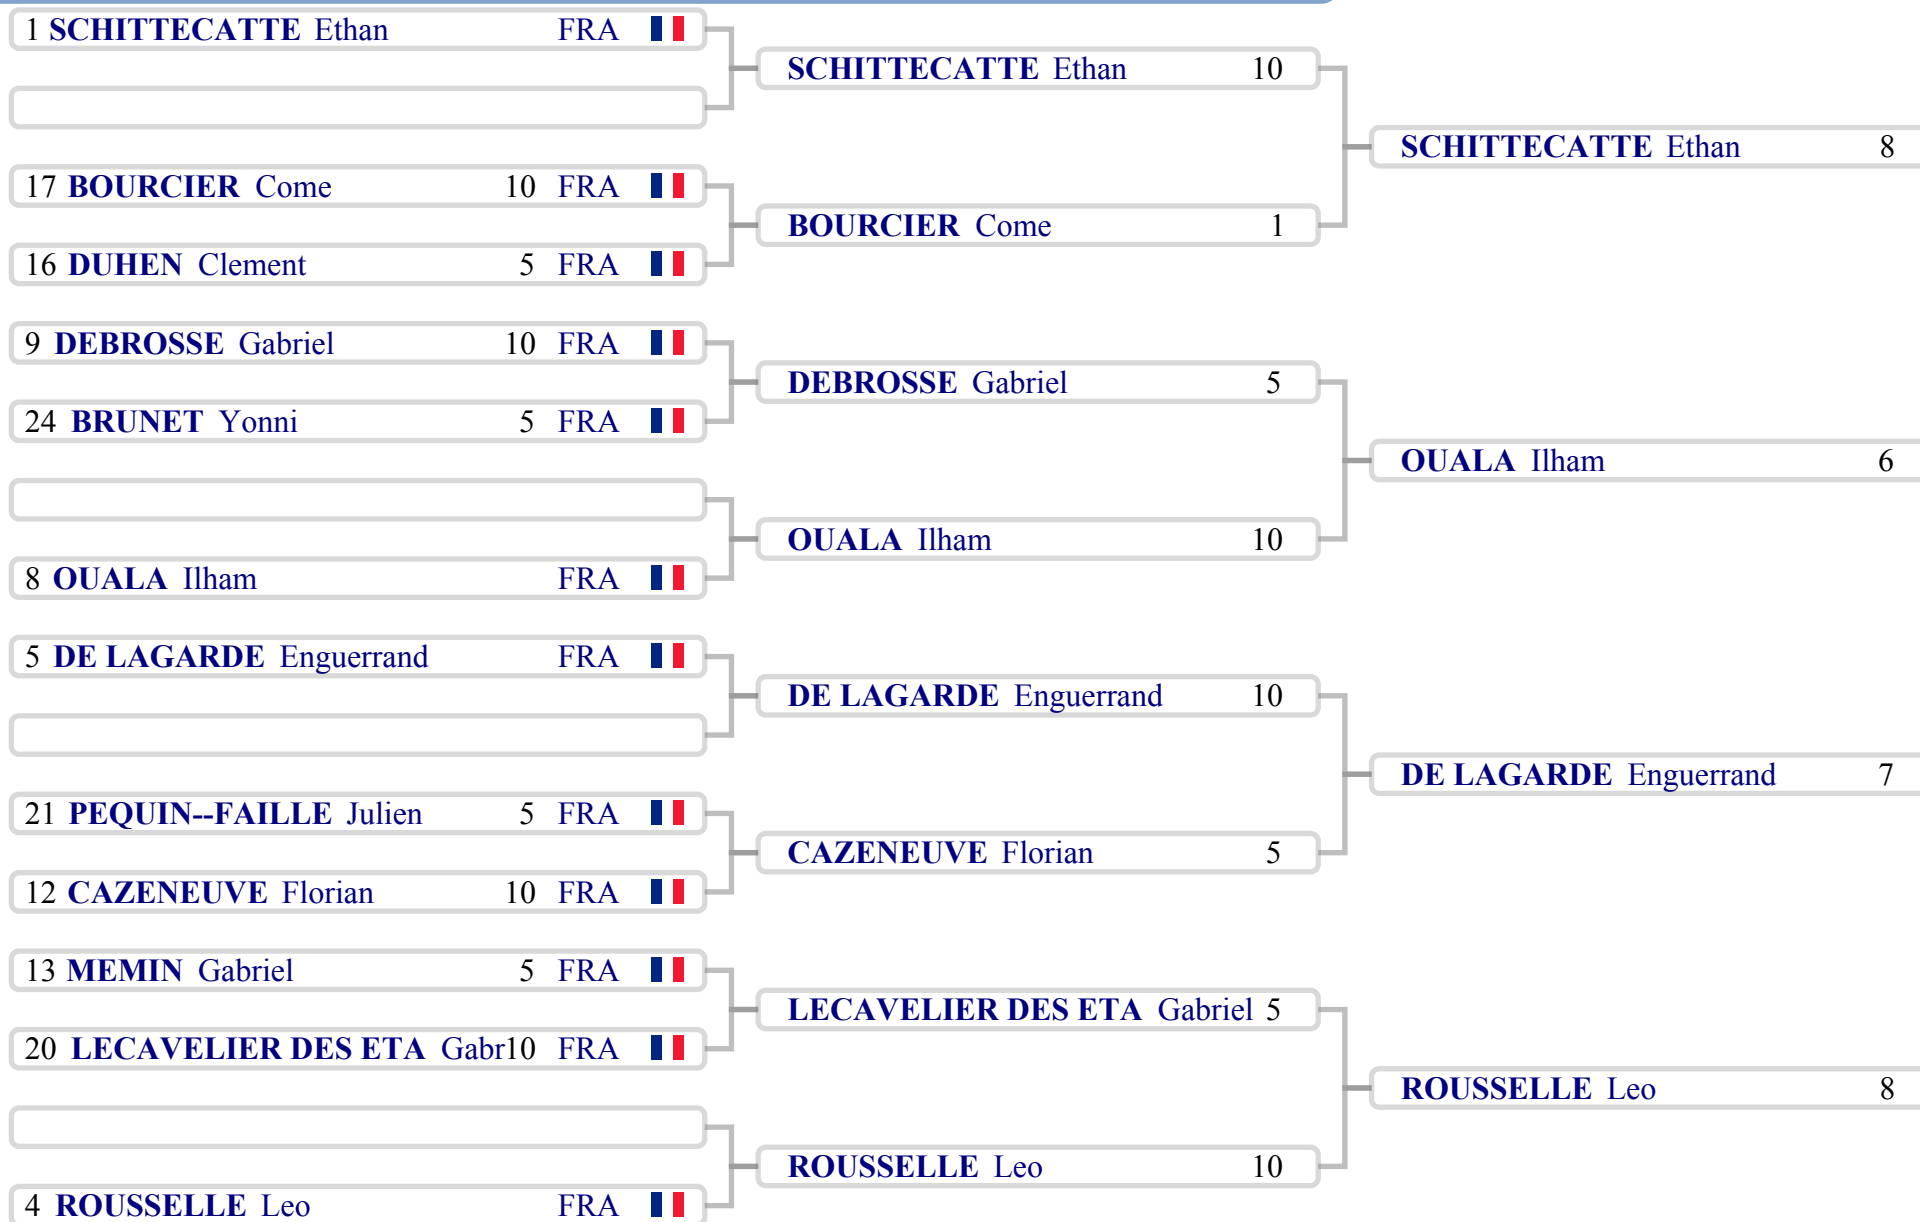 1 SCHITTECATTE Ethan FRA
17 BOURCIER Come 10 FRA
16 DUHEN Clement 5 FRA
9 DEBROSSE Gabriel 10 FRA
24 BRUNET Yonni 5 FRA
8 OUALA Ilham FRA
5 DE LAGARDE Enguerrand FRA
21 PEQUIN--FAILLE Julien 5 FRA
12 CAZENEUVE Florian 10 FRA
13 MEMIN Gabriel 5 FRA
20 LECAVELIER DES ETA Gabr10 FRA
4 ROUSSELLE Leo FRA
SCHITTECATTE Ethan 10
BOURCIER Come 1
DEBROSSE Gabriel 5
OUALA Ilham 10
DE LAGARDE Enguerrand 10
CAZENEUVE Florian 5
LECAVELIER DES ETA Gabriel 5
ROUSSELLE Leo 10
SCHITTECATTE Ethan 8
OUALA Ilham 6
DE LAGARDE Enguerrand 7
ROUSSELLE Leo 8